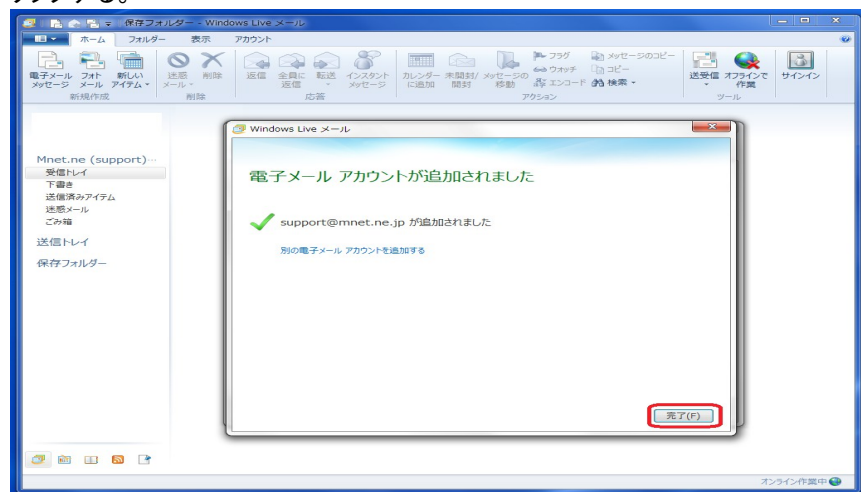 リックする。
保存フォルダー - Windows Live メール
ホーム フォルダー 表示 アカウント
電子メール メッセージ フォト メール 新しい アイテム
新規作成
迷惑メール 削除
削除
返信 全員に返信 転送 インスタント メッセージ
応答
カレンダーに追加 未開封/開封 メッセージの移動 フラグ ウォッチ エンコード メッセージのコピー コピー 検索
アクション
送受信 オフラインで作業
ツール
サインイン
Mnet.ne (support)...
受信トレイ
下書き
送信済みアイテム
迷惑メール
ごみ箱
送信トレイ
保存フォルダー
Windows Live メール
電子メール アカウントが追加されました
support@mnet.ne.jp が追加されました
別の電子メール アカウントを追加する
完了(F)
オンライン作業中